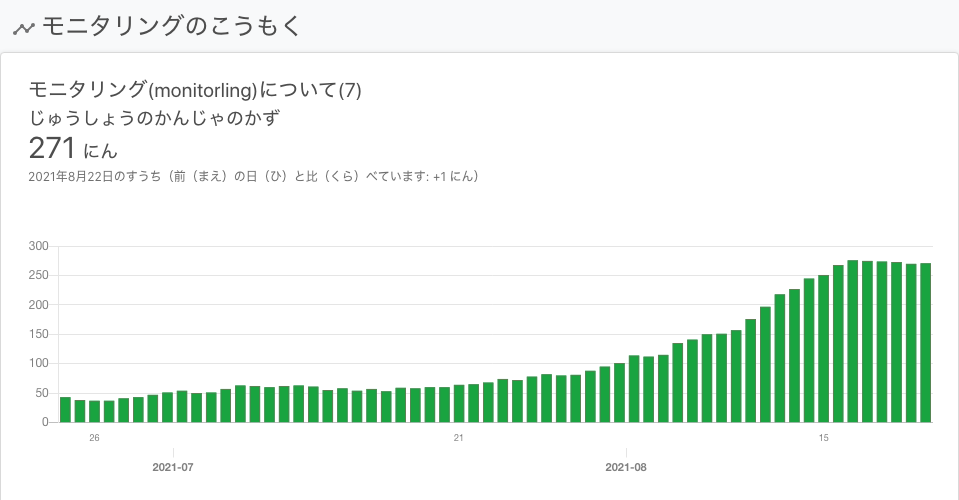 モニタリングのこうもく
モニタリング(monitorling)について(7)
じゅうしょうのかんじゃのかず
271 にん
2021年8月22日のすうち（前（まえ）の日（ひ）と比（くら）べています: +1 にん）
300
250
200
150
100
50
0
26 21 15
2021-07 2021-08